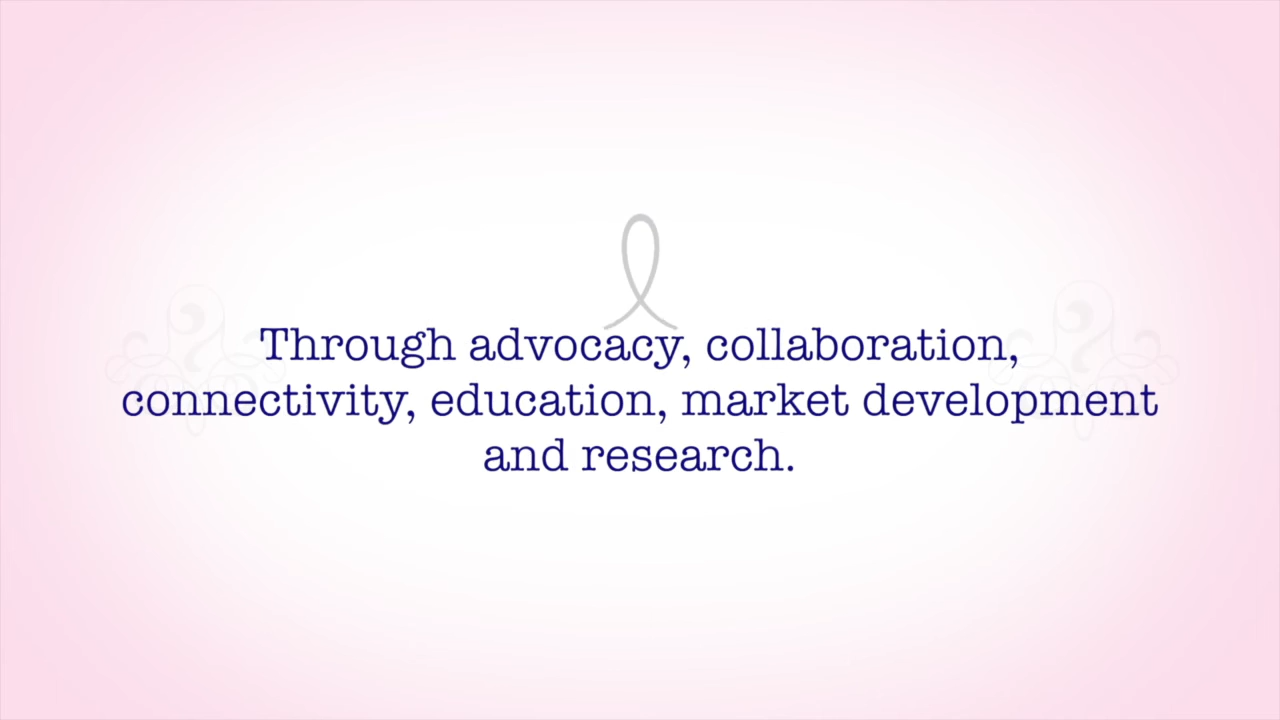 Through advocacy, collaboration,
connectivity, education, market development
and research.